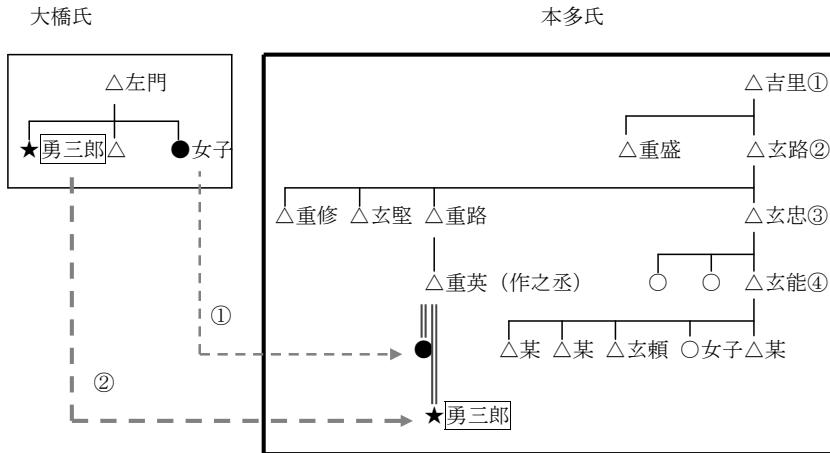 大橋氏
本多氏
△左門
★勇三郎△
●女子
△吉里①
△重盛
△玄路②
△重修
△玄堅
△重路
△玄忠③
△重英（作之丞）
○
○
△玄能④
①
●
△某
△某
△玄頼
○女子△某
②
★勇三郎